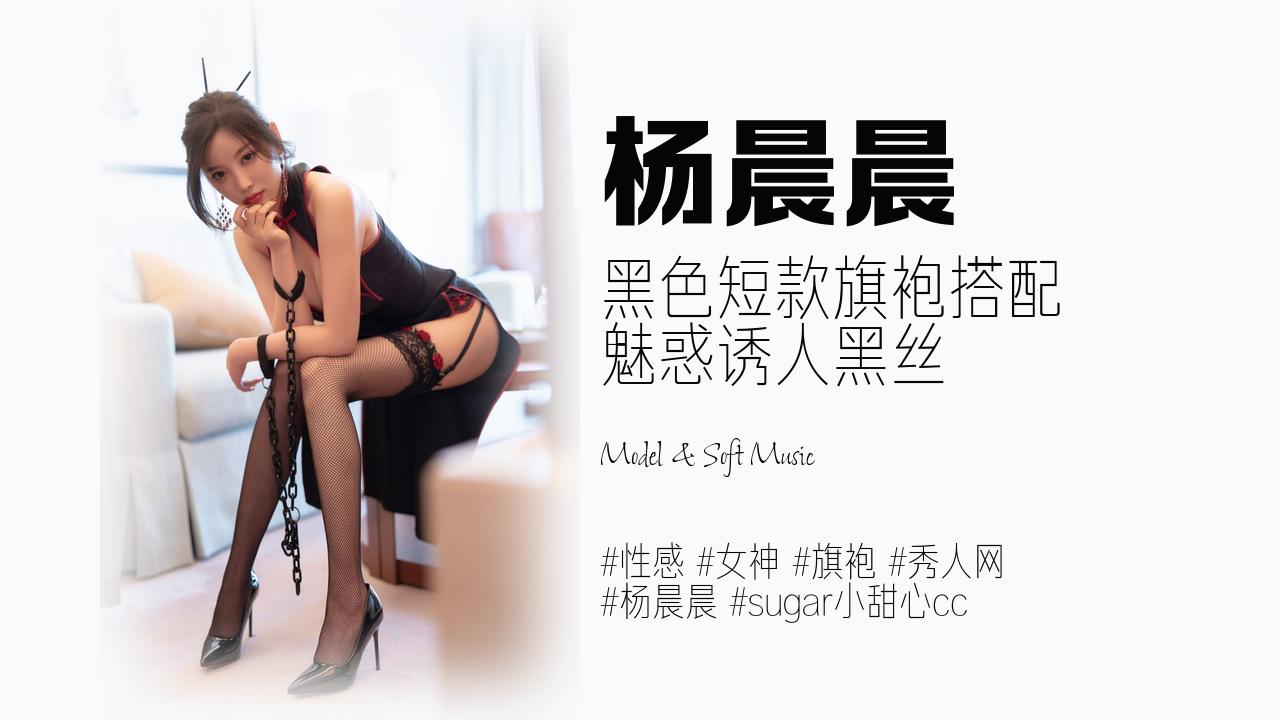 杨晨晨
黑色短款旗袍搭配
魅惑诱人黑丝
Model & Soft Music
#性感 #女神 #旗袍 #秀人网
#杨晨晨 #sugar小甜心cc